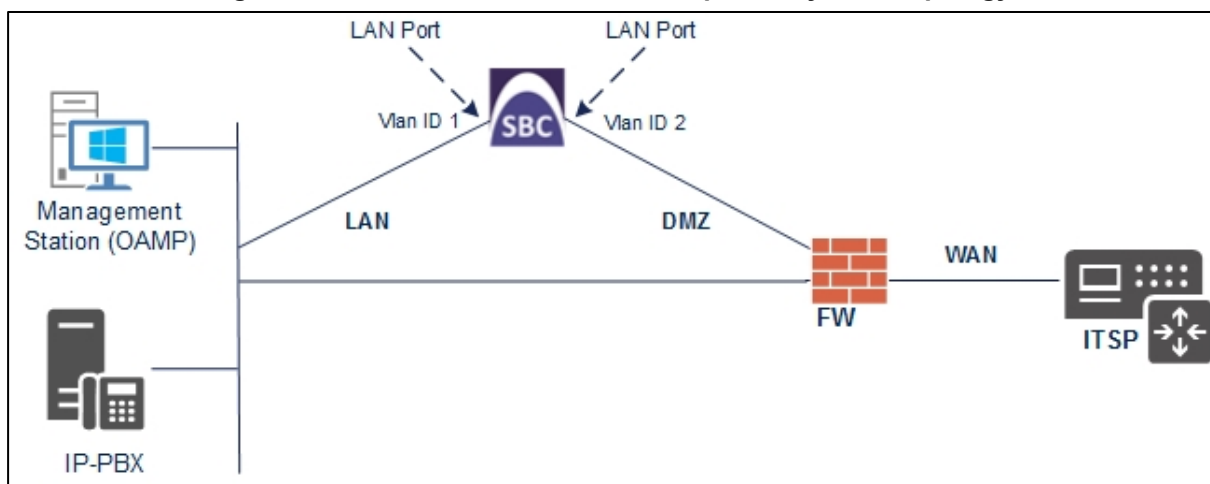 LAN Port
LAN Port
Vlan ID 1
SBC
Vlan ID 2
Management
Station (OAMP)
LAN
DMZ
WAN
FW
ITSP
IP-PBX